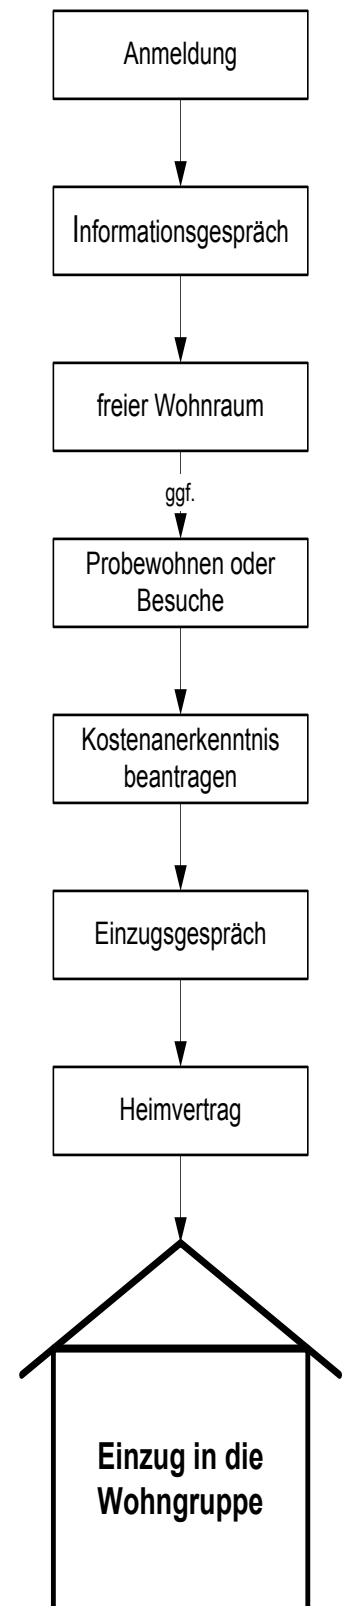 Anmeldung
Informationsgespräch
freier Wohnraum
ggf.
Probewohnen oder
Besuche
Kostenanerkenntnis
beantragen
Einzugsgespräch
Heimvertrag
Einzug in die
Wohngruppe